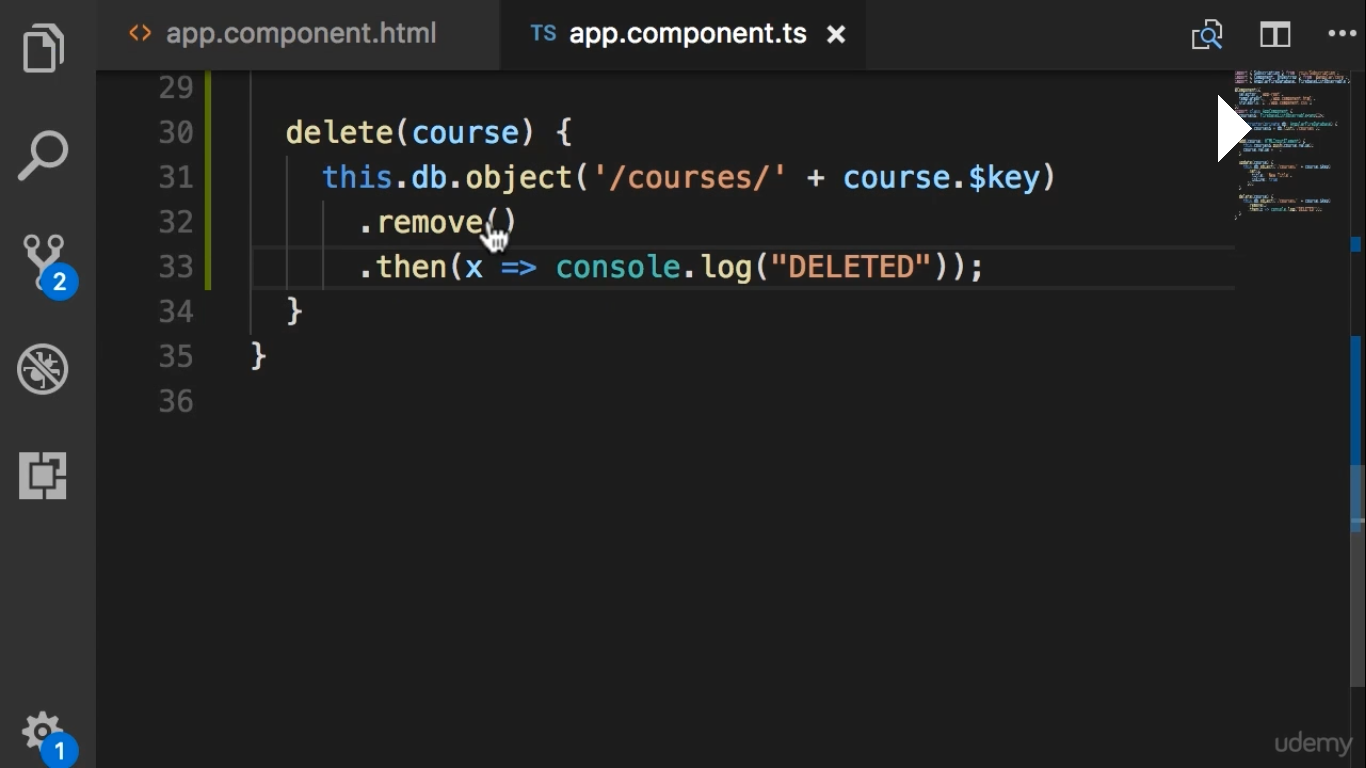 <> app.component.html
TS app.component.ts
29
30 delete(course) {
31 this.db.object('/courses/' + course.$key)
32 .remove()
33 .then(x => console.log("DELETED"));
34 }
35 }
36
2
1
udemy